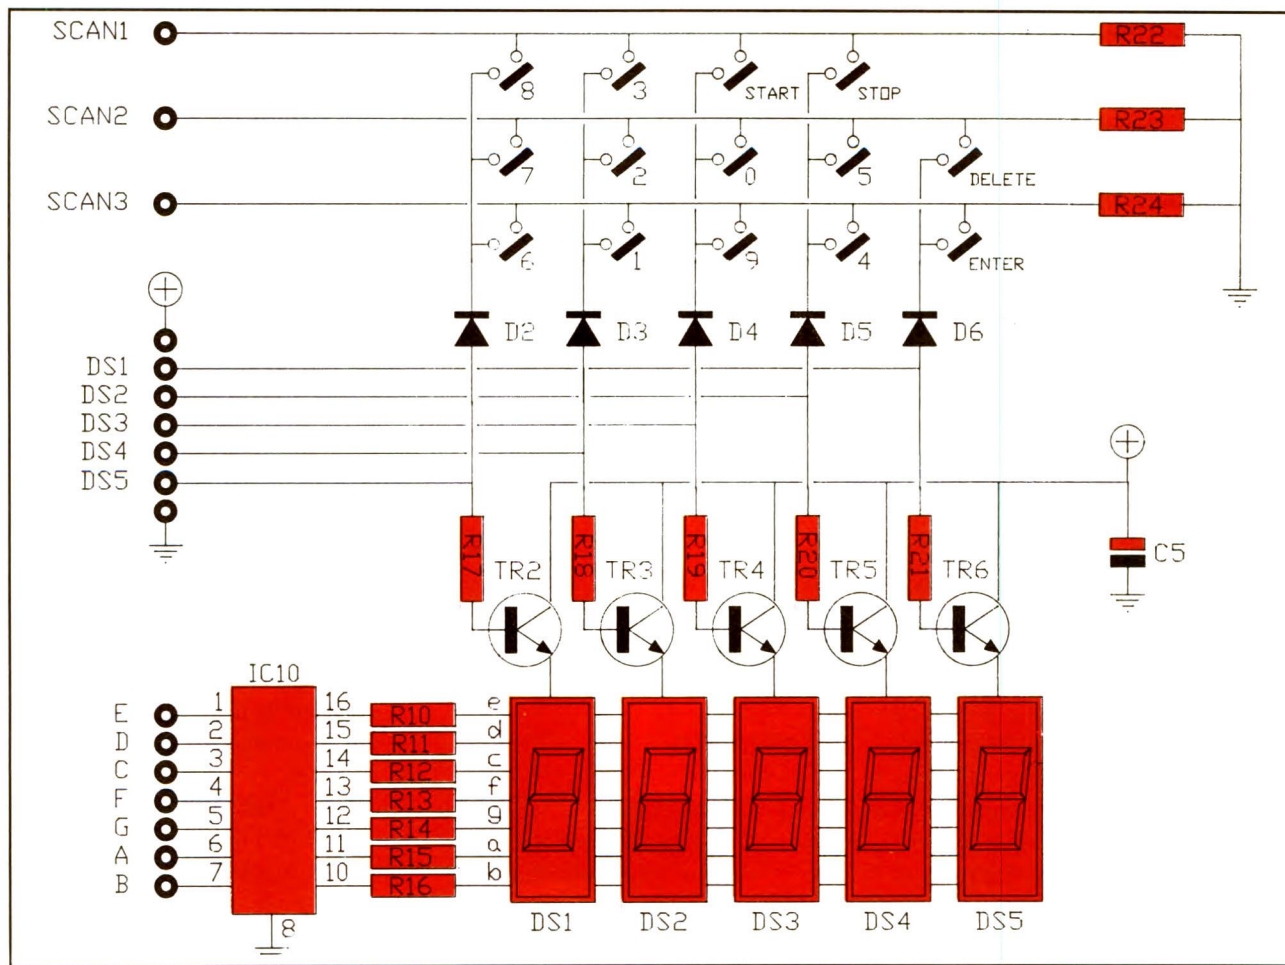 SCAN1 R22
8 3 START STOP
SCAN2 R23
7 2 0 5 DELETE
SCAN3 R24
6 1 9 4 ENTER
+
D2 D3 D4 D5 D6
DS1
DS2
DS3
DS4
DS5
+
R17 R18 R19 R20 R21
C5
TR2 TR3 TR4 TR5 TR6
IC10
E 1 16 R10 e
D 2 15 R11 d
C 3 14 R12 c
F 4 13 R13 f
G 5 12 R14 g
A 6 11 R15 a
B 7 10 R16 b
8
DS1 DS2 DS3 DS4 DS5